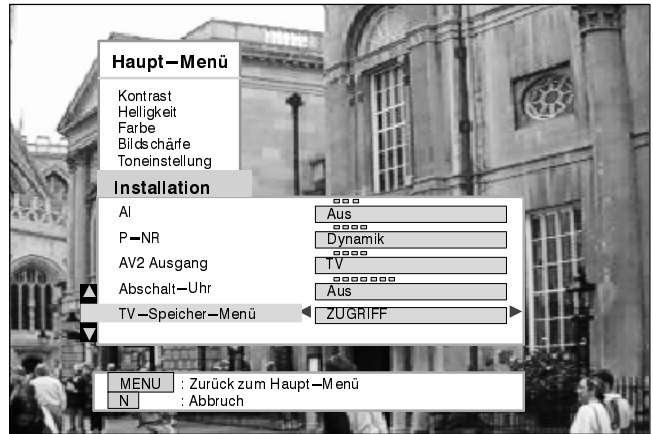 Haupt–Menü
Kontrast
Helligkeit
Farbe
Bildschärfe
Toneinstellung
Installation
AI Aus
P–NR Dynamik
AV2 Ausgang TV
Abschalt–Uhr Aus
TV–Speicher–Menü ZUGRIFF
MENU : Zurück zum Haupt–Menü
N : Abbruch